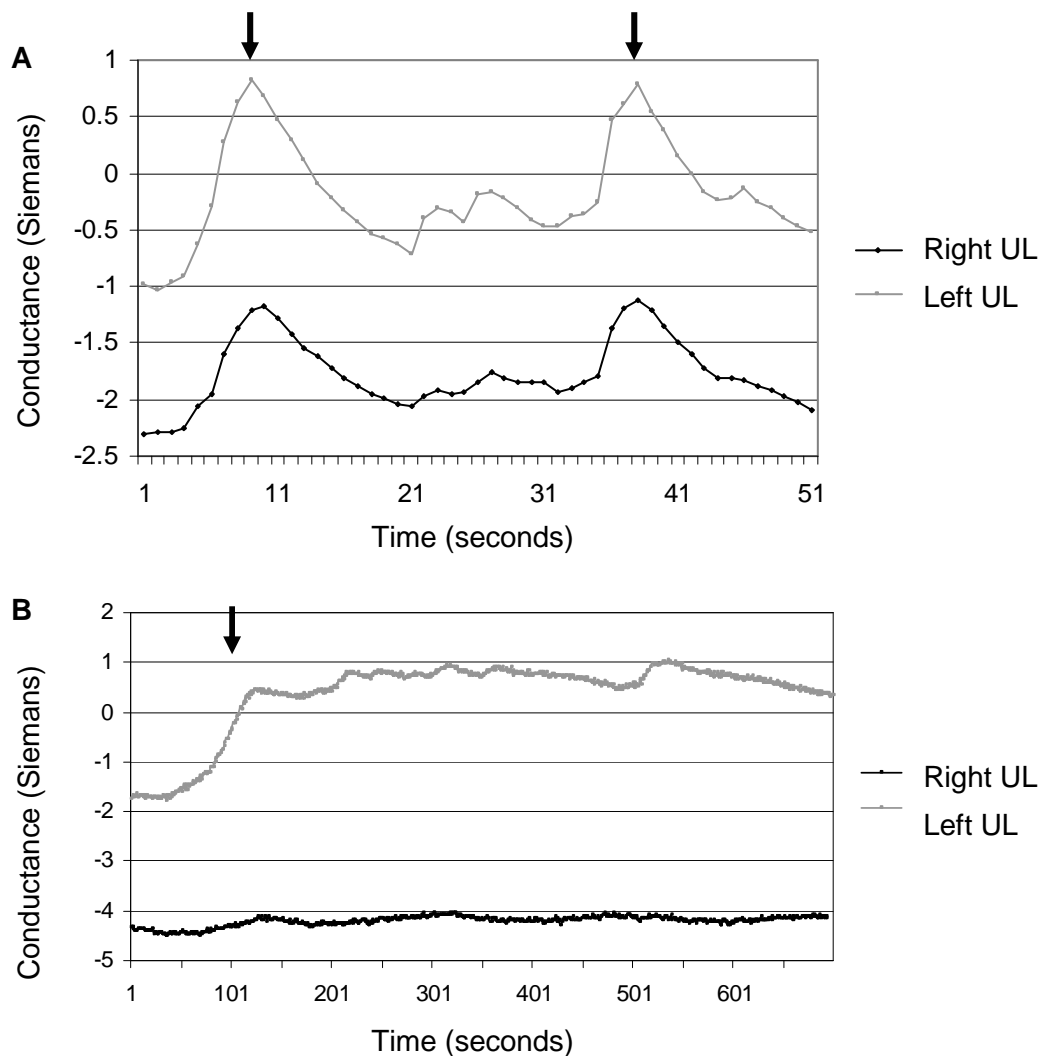 A
Conductance (Siemans)
1
0.5
0
-0.5
-1
-1.5
-2
-2.5
1 11 21 31 41 51
Time (seconds)
Right UL
Left UL
B
Conductance (Siemans)
2
1
0
-1
-2
-3
-4
-5
1 101 201 301 401 501 601
Time (seconds)
Right UL
Left UL